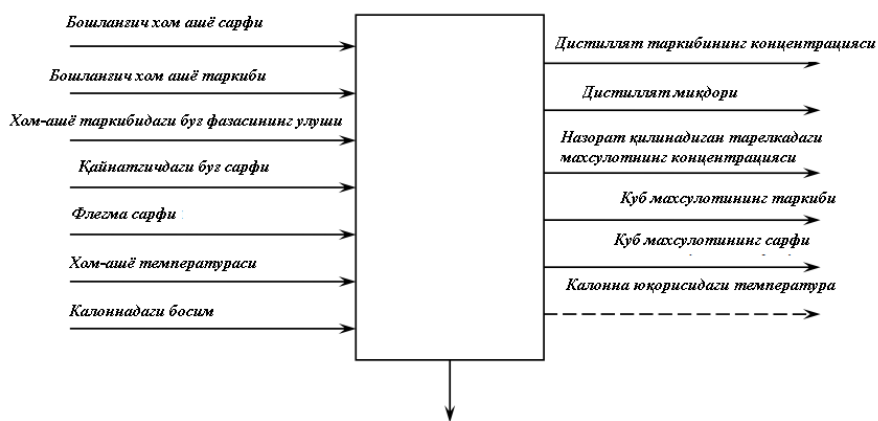 Бошланғич хом ашё сарфи
Бошланғич хом ашё таркиби
Хом-ашё таркибидаги буғ фазасининг улуши
Қайнатгичдаги буғ сарфи
Флегма сарфи
Хом-ашё температураси
Калоннадаги босим
Дистиллят таркибининг концентрацияси
Дистиллят миқдори
Назорат қилинадиган тарелкадаги
махсулотнинг концентрацияси
Куб махсулотининг таркиби
Куб махсулотининг сарфи
Калонна юқорисидаги температура